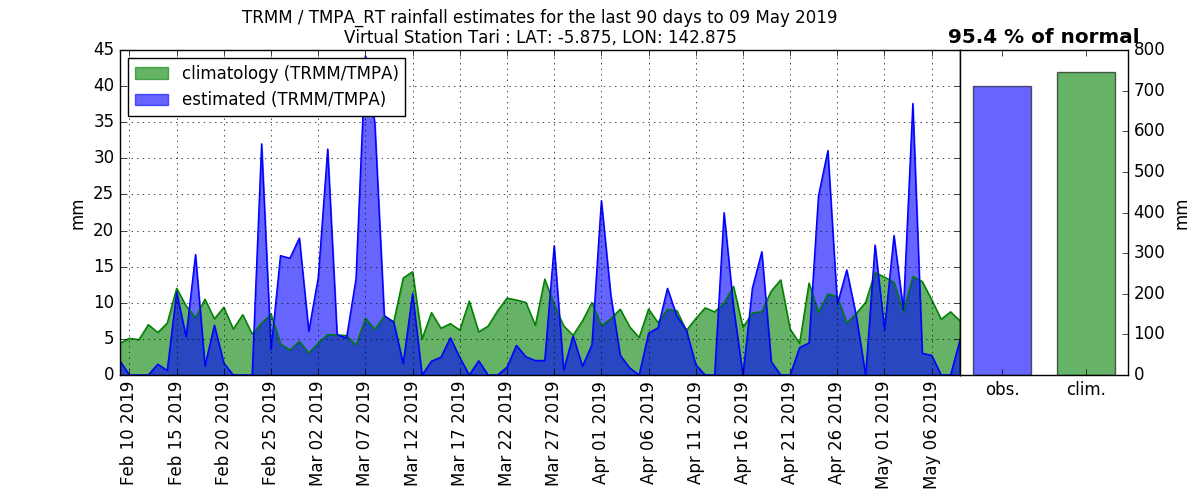 TRMM / TMPA_RT rainfall estimates for the last 90 days to 09 May 2019
Virtual Station Tari : LAT: -5.875, LON: 142.875
95.4 % of normal
climatology (TRMM/TMPA)
estimated (TRMM/TMPA)
45
40
35
30
25
20
15
10
5
0
mm
Feb 10 2019
Feb 15 2019
Feb 20 2019
Feb 25 2019
Mar 02 2019
Mar 07 2019
Mar 12 2019
Mar 17 2019
Mar 22 2019
Mar 27 2019
Apr 01 2019
Apr 06 2019
Apr 11 2019
Apr 16 2019
Apr 21 2019
Apr 26 2019
May 01 2019
May 06 2019
800
700
600
500
400
300
200
100
0
mm
obs.
clim.